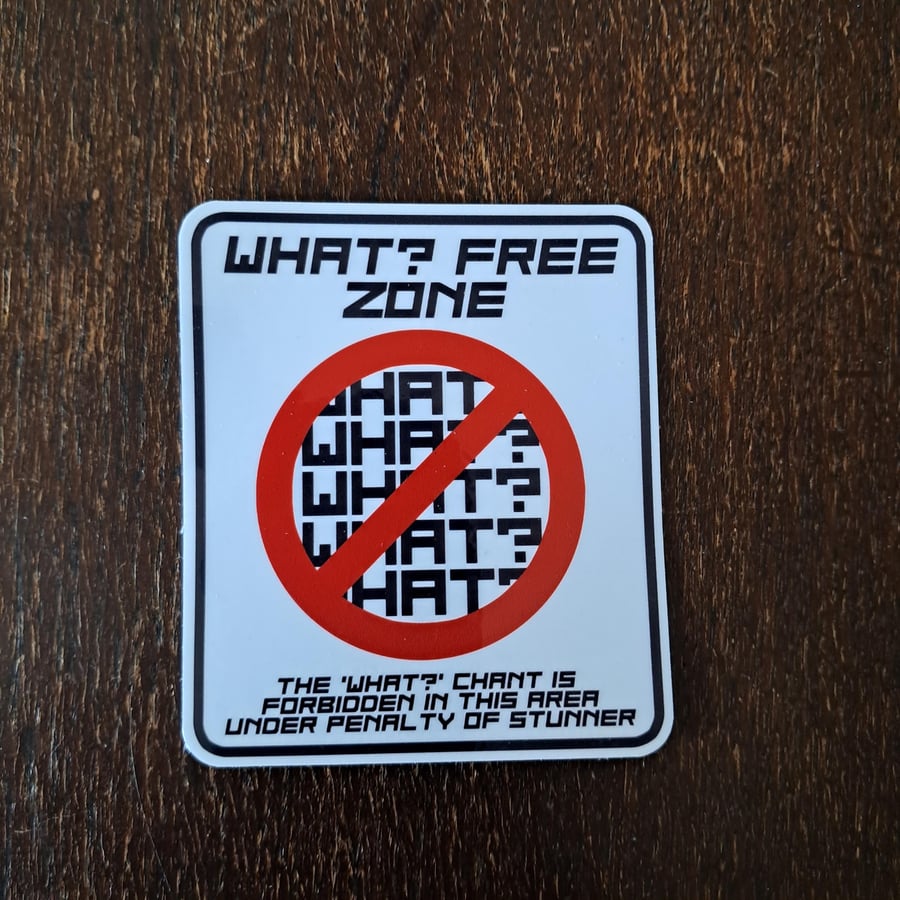 WHAT? FREE
ZONE
WHAT
WHAT?
WHAT?
WHAT?
WHAT?
THE 'WHAT?' CHANT IS
FORBIDDEN IN THIS AREA
UNDER PENALTY OF STUNNER